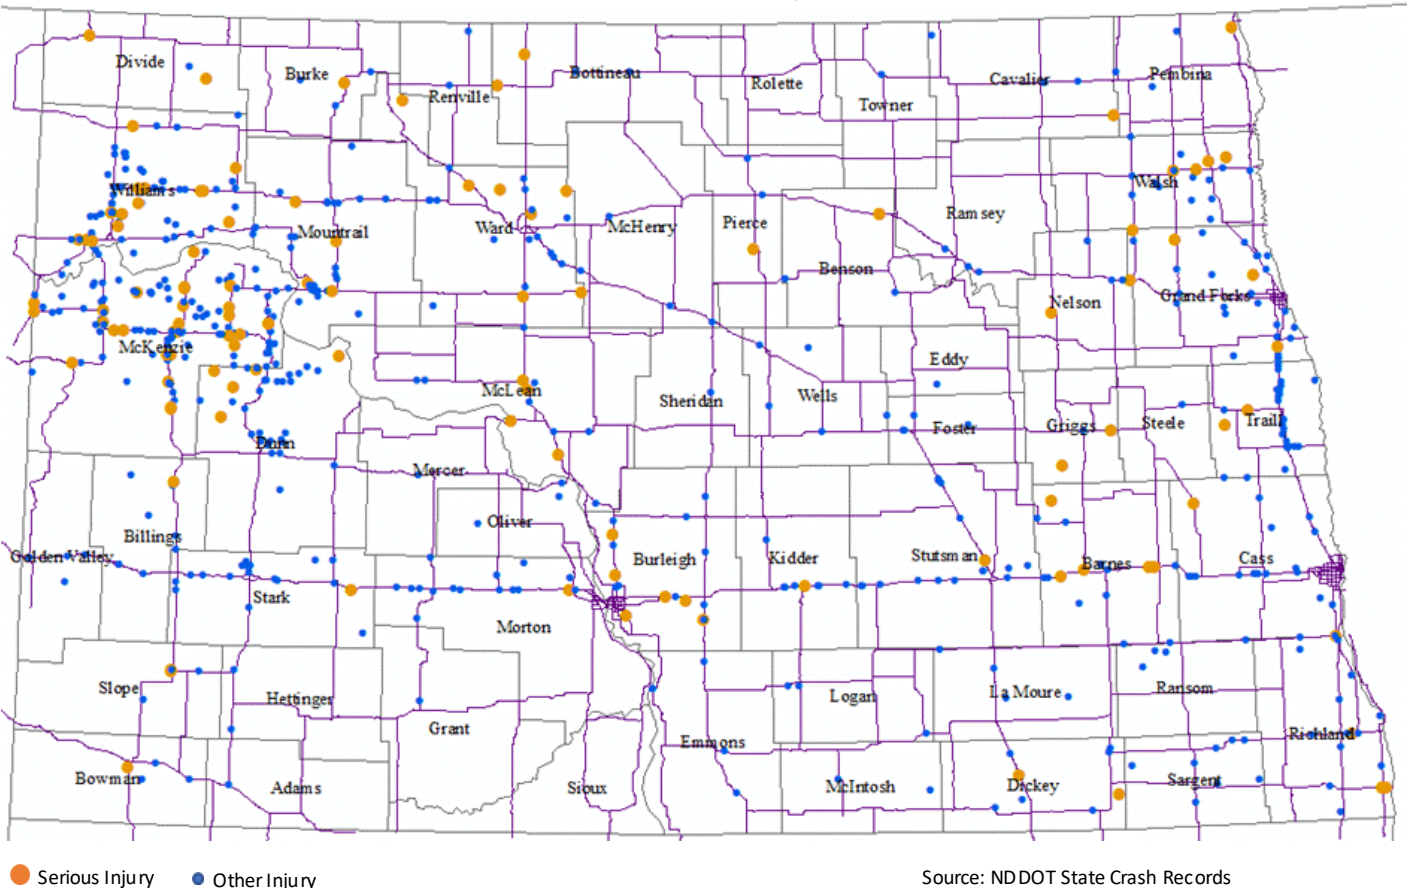 Divide
Burke
Renville
Bottineau
Rolette
Towner
Cavalier
Pembina
Williams
Mountrail
Ward
McHenry
Pierce
Benson
Ramsey
Walsh
Nelson
Grand Forks
McKenzie
McLean
Sheridan
Wells
Eddy
Foster
Griggs
Steele
Traill
Dunn
Mercer
Oliver
Billings
Golden Valley
Burleigh
Kidder
Stutsman
Barnes
Cass
Stark
Morton
Slope
Hettinger
Grant
Logan
La Moure
Ransom
Richland
Emmons
Bowman
Adams
Sioux
McIntosh
Dickey
Sargent
Serious Injury
Other Injury
Source: NDDOT State Crash Records